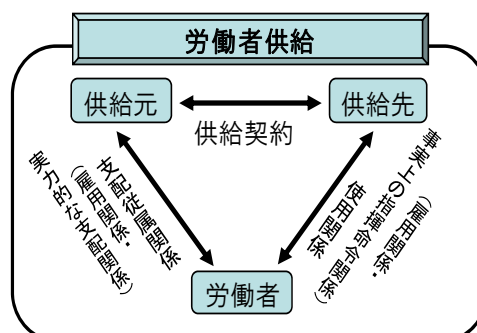 労働者供給
供給元
供給先
供給契約
支配従属関係
（雇用関係・
実力的な支配関係）
（雇用関係・
事実上の指揮命令関係）
使用関係
労働者